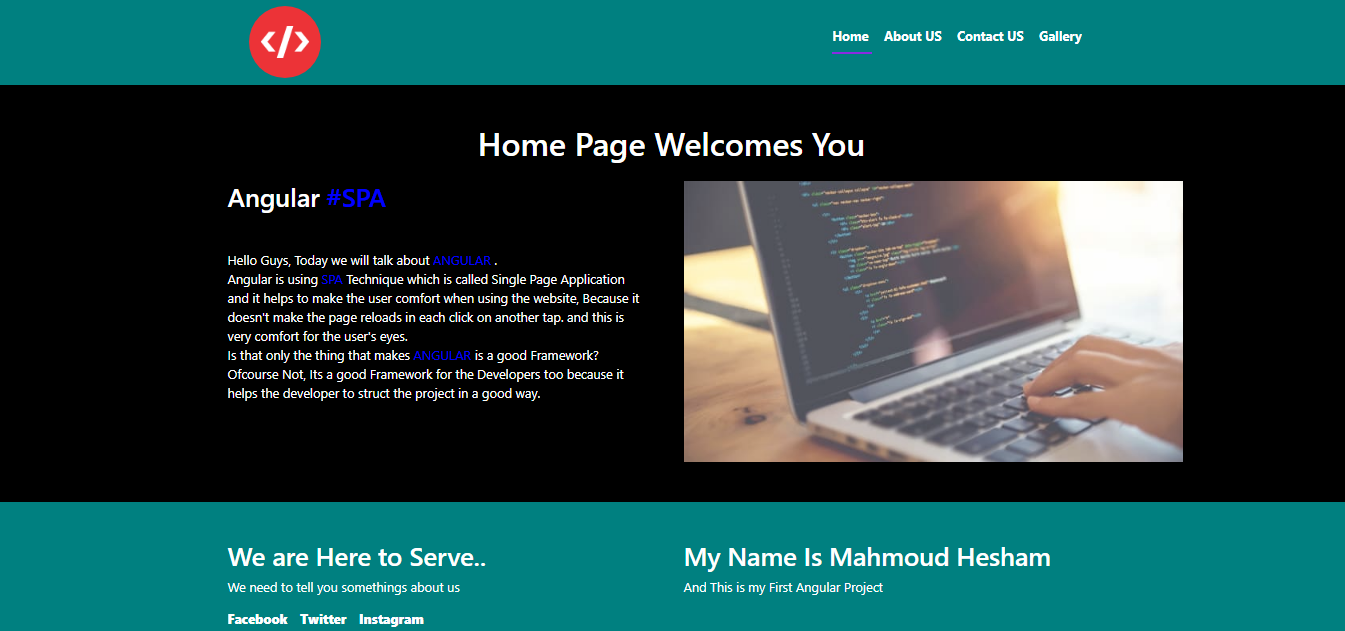 </>
Home About US Contact US Gallery
Home Page Welcomes You
Angular #SPA
Hello Guys, Today we will talk about ANGULAR .
Angular is using SPA Technique which is called Single Page Application
and it helps to make the user comfort when using the website, Because it
doesn't make the page reloads in each click on another tap. and this is
very comfort for the user's eyes.
Is that only the thing that makes ANGULAR is a good Framework?
Ofcourse Not, Its a good Framework for the Developers too because it
helps the developer to struct the project in a good way.
We are Here to Serve..
We need to tell you somethings about us
Facebook Twitter Instagram
My Name Is Mahmoud Hesham
And This is my First Angular Project